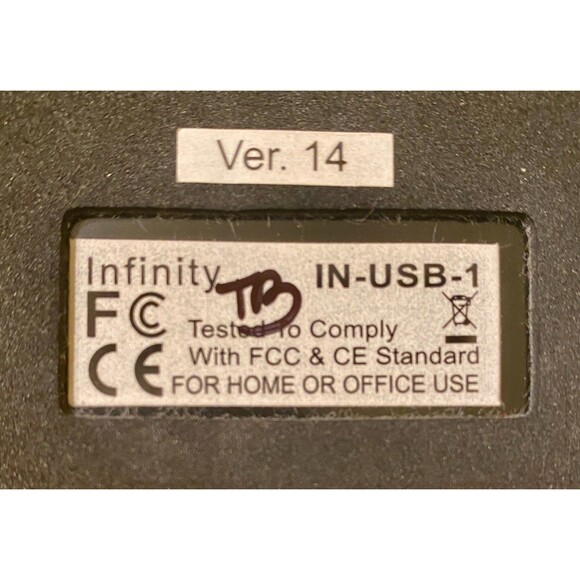 Ver. 14
Infinity IN-USB-1
TB
FC Tested To Comply
CE With FCC & CE Standard
FOR HOME OR OFFICE USE